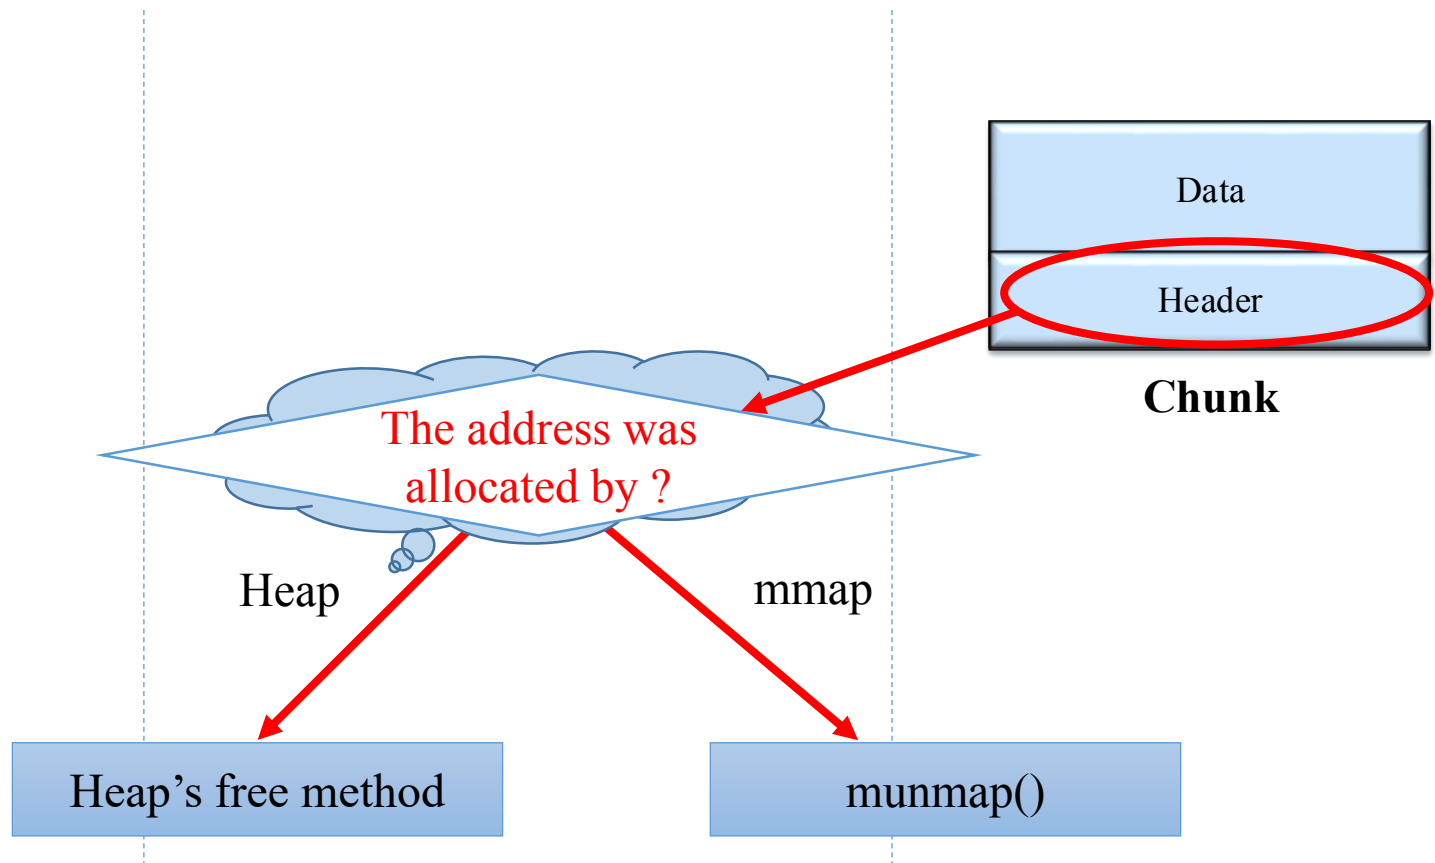 Data
Header
Chunk
The address was
allocated by ?
Heap
mmap
Heap’s free method
munmap()